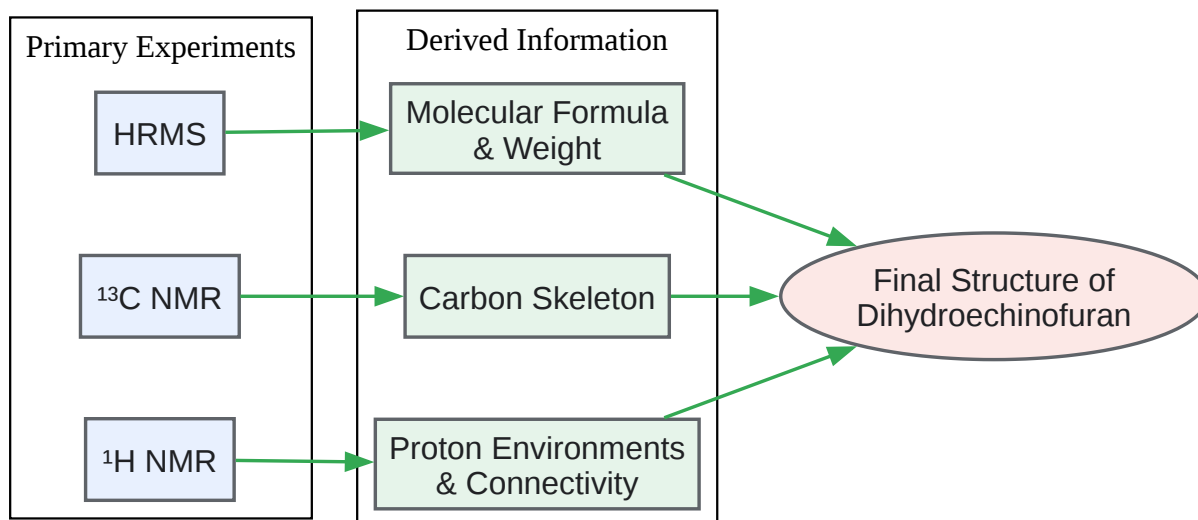 Primary Experiments
Derived Information
HRMS
Molecular Formula
& Weight
¹³C NMR
Carbon Skeleton
Final Structure of
Dihydroechinofuran
¹H NMR
Proton Environments
& Connectivity